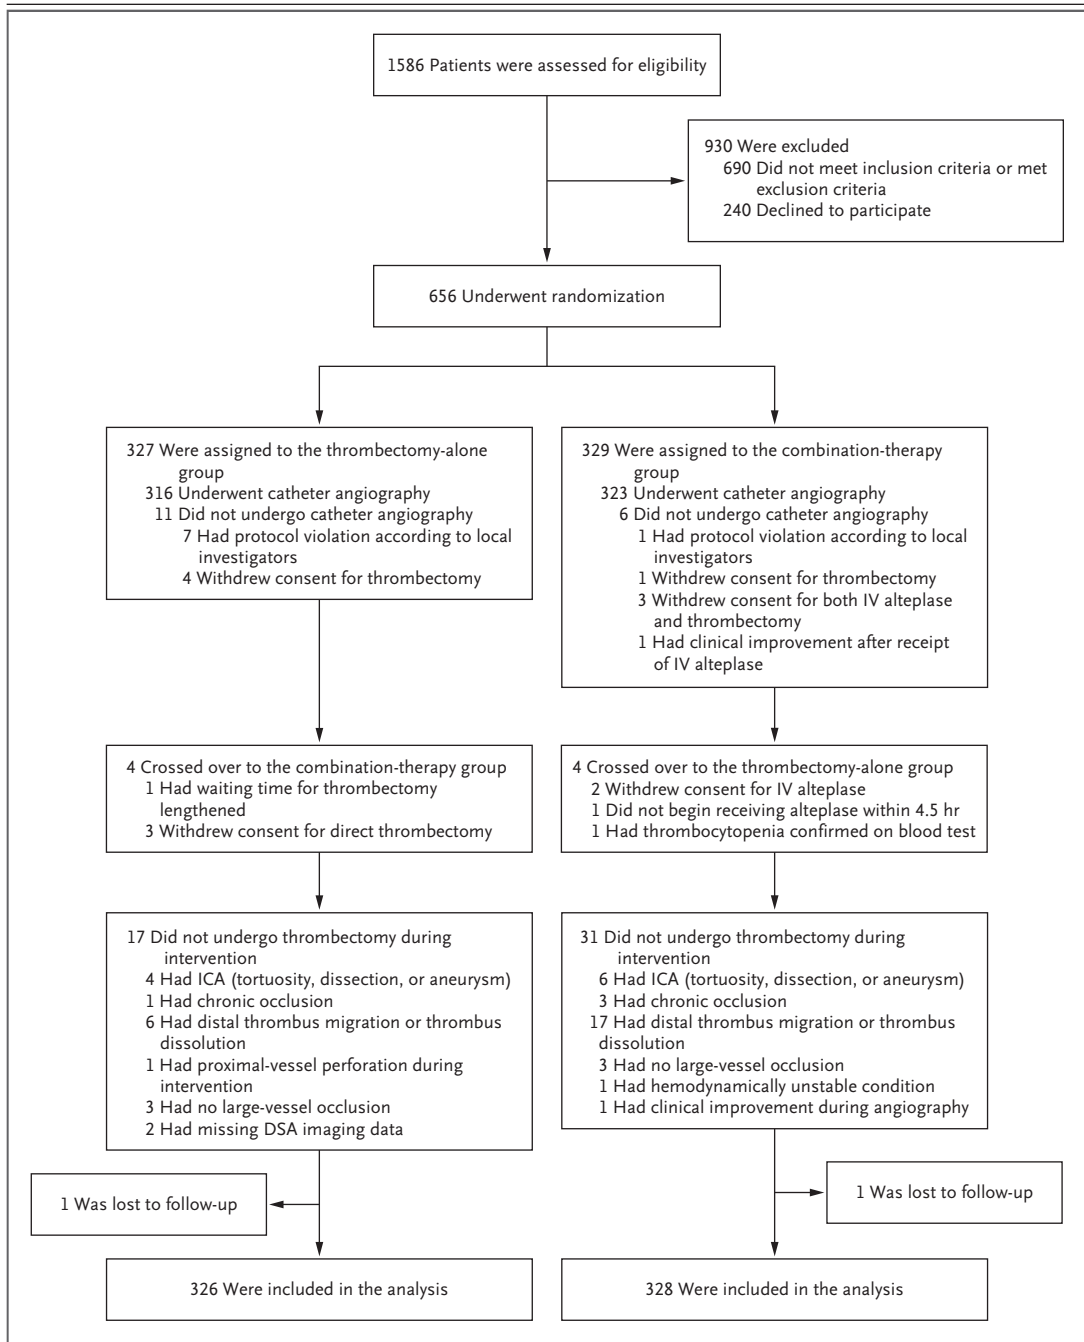 1586 Patients were assessed for eligibility
930 Were excluded
690 Did not meet inclusion criteria or met
exclusion criteria
240 Declined to participate
656 Underwent randomization
327 Were assigned to the thrombectomy-alone
group
316 Underwent catheter angiography
11 Did not undergo catheter angiography
7 Had protocol violation according to local
investigators
4 Withdrew consent for thrombectomy
329 Were assigned to the combination-therapy
group
323 Underwent catheter angiography
6 Did not undergo catheter angiography
1 Had protocol violation according to local
investigators
1 Withdrew consent for thrombectomy
3 Withdrew consent for both IV alteplase
and thrombectomy
1 Had clinical improvement after receipt
of IV alteplase
4 Crossed over to the combination-therapy group
1 Had waiting time for thrombectomy
lengthened
3 Withdrew consent for direct thrombectomy
4 Crossed over to the thrombectomy-alone group
2 Withdrew consent for IV alteplase
1 Did not begin receiving alteplase within 4.5 hr
1 Had thrombocytopenia confirmed on blood test
17 Did not undergo thrombectomy during
intervention
4 Had ICA (tortuosity, dissection, or aneurysm)
1 Had chronic occlusion
6 Had distal thrombus migration or thrombus
dissolution
1 Had proximal-vessel perforation during
intervention
3 Had no large-vessel occlusion
2 Had missing DSA imaging data
31 Did not undergo thrombectomy during
intervention
6 Had ICA (tortuosity, dissection, or aneurysm)
3 Had chronic occlusion
17 Had distal thrombus migration or thrombus
dissolution
3 Had no large-vessel occlusion
1 Had hemodynamically unstable condition
1 Had clinical improvement during angiography
1 Was lost to follow-up
1 Was lost to follow-up
326 Were included in the analysis
328 Were included in the analysis